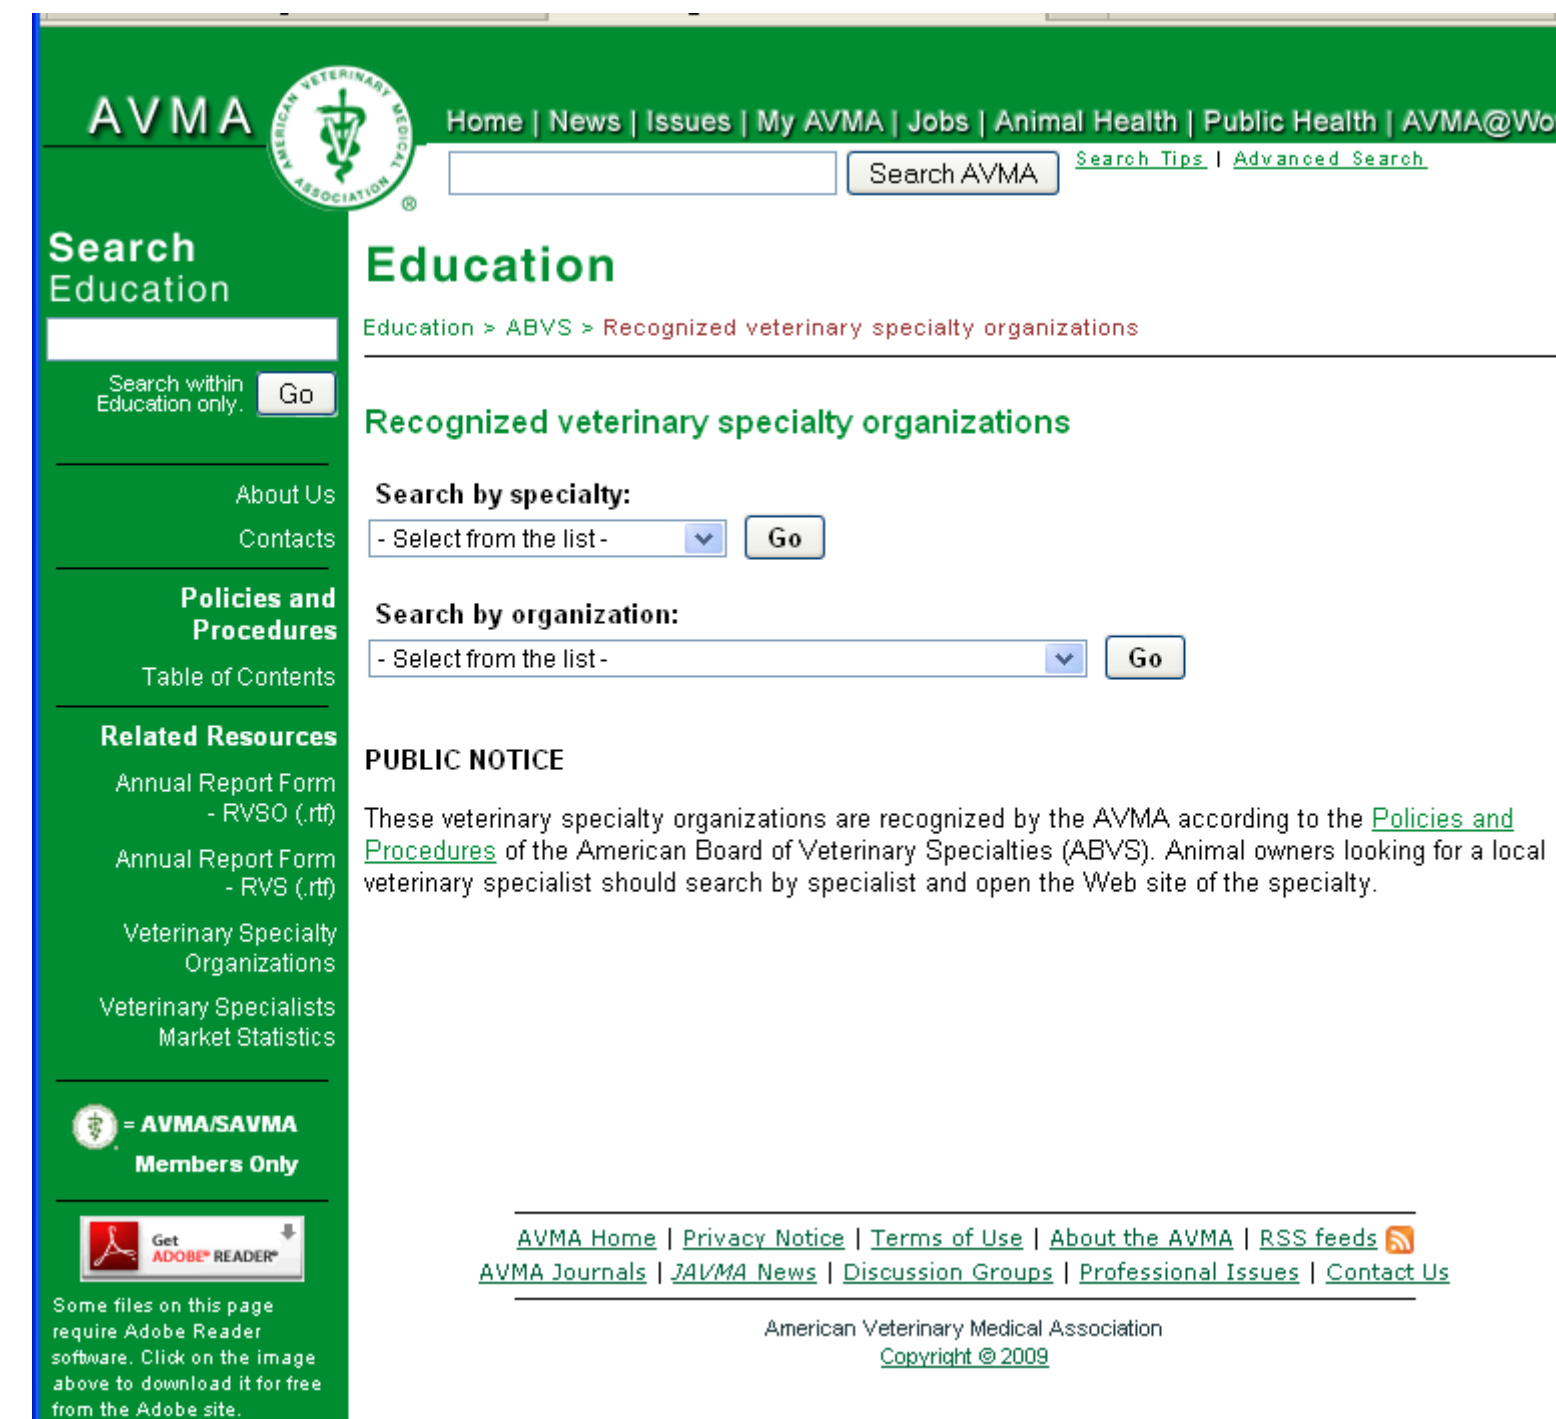 AVMA
AMERICAN VETERINARY MEDICAL ASSOCIATION
®
Home | News | Issues | My AVMA | Jobs | Animal Health | Public Health | AVMA@Wo
Search AVMA
Search Tips | Advanced Search
Search
Education
Search within
Education only.
Go
About Us
Contacts
Policies and
Procedures
Table of Contents
Related Resources
Annual Report Form
- RVSO (.rtf)
Annual Report Form
- RVS (.rtf)
Veterinary Specialty
Organizations
Veterinary Specialists
Market Statistics
= AVMA/SAVMA
Members Only
Get
ADOBE® READER®
Some files on this page
require Adobe Reader
software. Click on the image
above to download it for free
from the Adobe site.
Education
Education > ABVS > Recognized veterinary specialty organizations
Recognized veterinary specialty organizations
Search by specialty:
- Select from the list -
Go
Search by organization:
- Select from the list -
Go
PUBLIC NOTICE
These veterinary specialty organizations are recognized by the AVMA according to the Policies and
Procedures of the American Board of Veterinary Specialties (ABVS). Animal owners looking for a local
veterinary specialist should search by specialist and open the Web site of the specialty.
AVMA Home | Privacy Notice | Terms of Use | About the AVMA | RSS feeds
AVMA Journals | JAVMA News | Discussion Groups | Professional Issues | Contact Us
American Veterinary Medical Association
Copyright © 2009